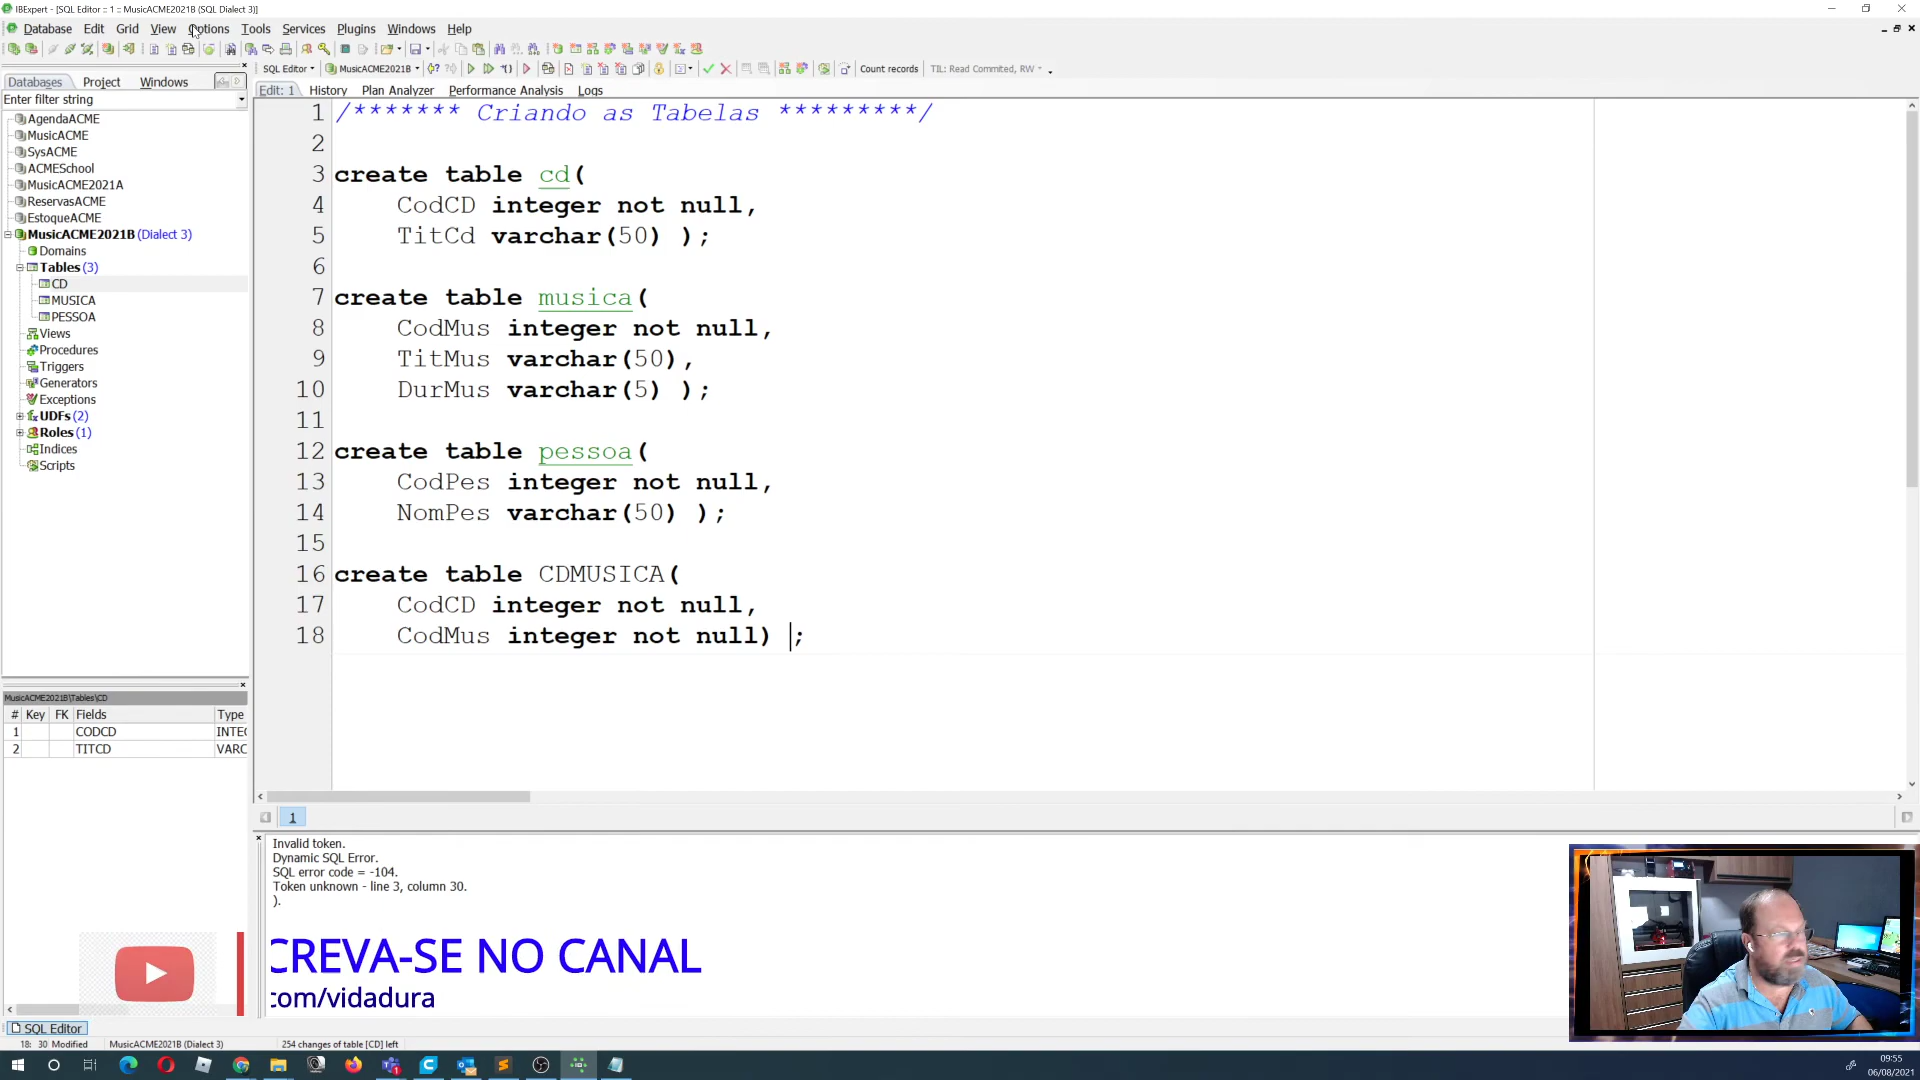 IBExpert - [SQL Editor :: 1 :: MusicACME2021B (SQL Dialect 3)]
Database Edit Grid View Options Tools Services Plugins Windows Help
SQL Editor MusicACME2021B Count records TIL: Read Commited, RW
Databases Project Windows
Edit: 1 History Plan Analyzer Performance Analysis Logs
Enter filter string
AgendaACME
MusicACME
SysACME
ACMESchool
MusicACME2021A
ReservasACME
EstoqueACME
MusicACME2021B (Dialect 3)
Domains
Tables (3)
CD
MUSICA
PESSOA
Views
Procedures
Triggers
Generators
Exceptions
UDFs (2)
Roles (1)
Indices
Scripts
1 /******* Criando as Tabelas *********/
2
3 create table cd(
4 CodCD integer not null,
5 TitCd varchar(50) );
6
7 create table musica(
8 CodMus integer not null,
9 TitMus varchar(50),
10 DurMus varchar(5) );
11
12 create table pessoa(
13 CodPes integer not null,
14 NomPes varchar(50) );
15
16 create table CDMUSICA(
17 CodCD integer not null,
18 CodMus integer not null) ;
MusicACME2021B\Tables\CD
# Key FK Fields Type
1 CODCD INTEG
2 TITCD VARC
1
Invalid token.
Dynamic SQL Error.
SQL error code = -104.
Token unknown - line 3, column 30.
).
CREVA-SE NO CANAL
com/vidadura
SQL Editor
18: 30 Modified MusicACME2021B (Dialect 3) 254 changes of table [CD] left
09:55
06/08/2021